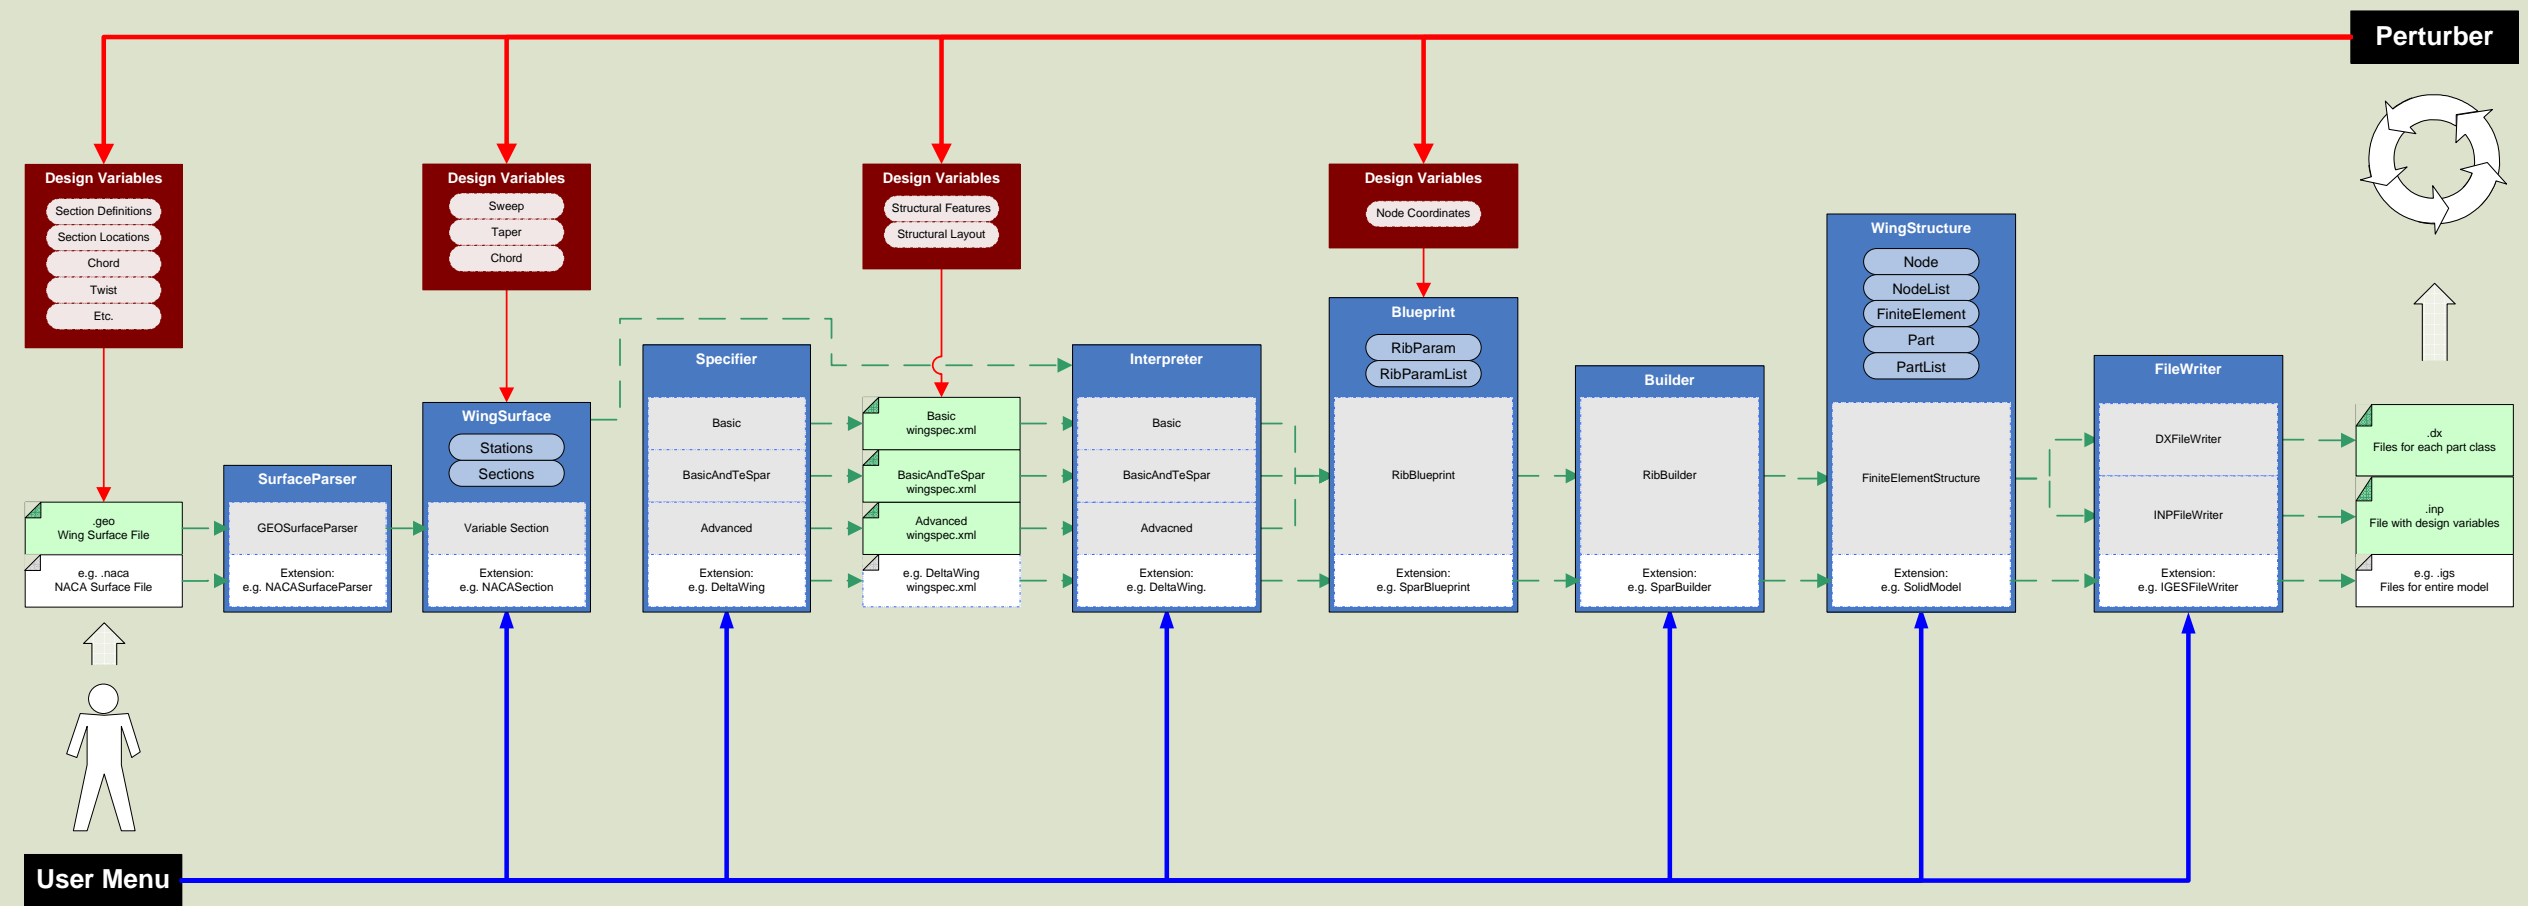 Perturber
Design Variables
Section Definitions
Section Locations
Chord
Twist
Etc.
Design Variables
Sweep
Taper
Chord
Design Variables
Structural Features
Structural Layout
Design Variables
Node Coordinates
.geo
Wing Surface File
e.g. .naca
NACA Surface File
SurfaceParser
GEOSurfaceParser
Extension:
e.g. NACASurfaceParser
WingSurface
Stations
Sections
Variable Section
Extension:
e.g. NACASection
Specifier
Basic
BasicAndTeSpar
Advanced
Extension:
e.g. DeltaWing
Basic
wingspec.xml
BasicAndTeSpar
wingspec.xml
Advanced
wingspec.xml
e.g. DeltaWing
wingspec.xml
Interpreter
Basic
BasicAndTeSpar
Advacned
Extension:
e.g. DeltaWing.
Blueprint
RibParam
RibParamList
RibBlueprint
Extension:
e.g. SparBlueprint
Builder
RibBuilder
Extension:
e.g. SparBuilder
WingStructure
Node
NodeList
FiniteElement
Part
PartList
FiniteElementStructure
Extension:
e.g. SolidModel
FileWriter
DXFileWriter
INPFileWriter
Extension:
e.g. IGESFileWriter
.dx
Files for each part class
.inp
File with design variables
e.g. .igs
Files for entire model
User Menu